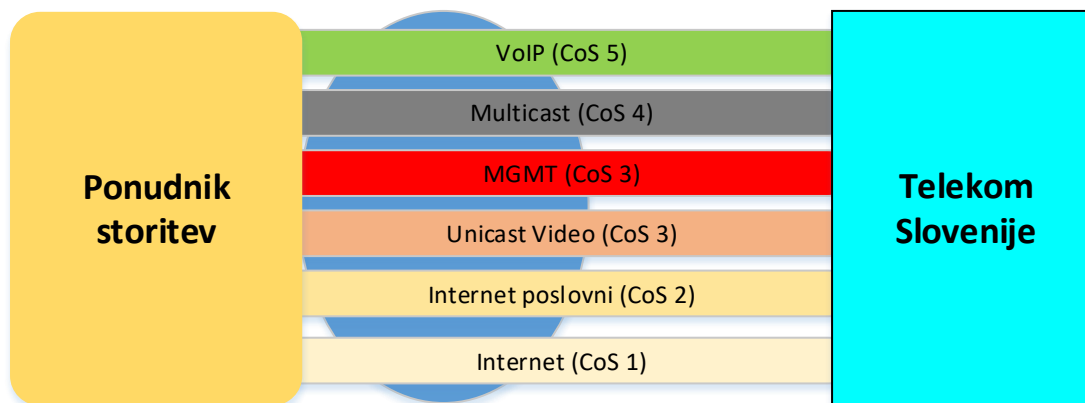 Ponudnik
storitev
VoIP (CoS 5)
Multicast (CoS 4)
MGMT (CoS 3)
Unicast Video (CoS 3)
Internet poslovni (CoS 2)
Internet (CoS 1)
Telekom
Slovenije